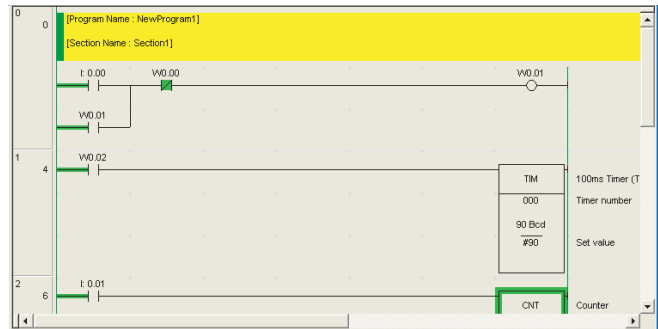 0
0
[Program Name : NewProgram1]
[Section Name : Section1]
I: 0.00 W0.00 W0.01
W0.01
1
4
W0.02
TIM 100ms Timer (T
000 Timer number
90 Bcd
#90 Set value
2
6
I: 0.01
CNT Counter